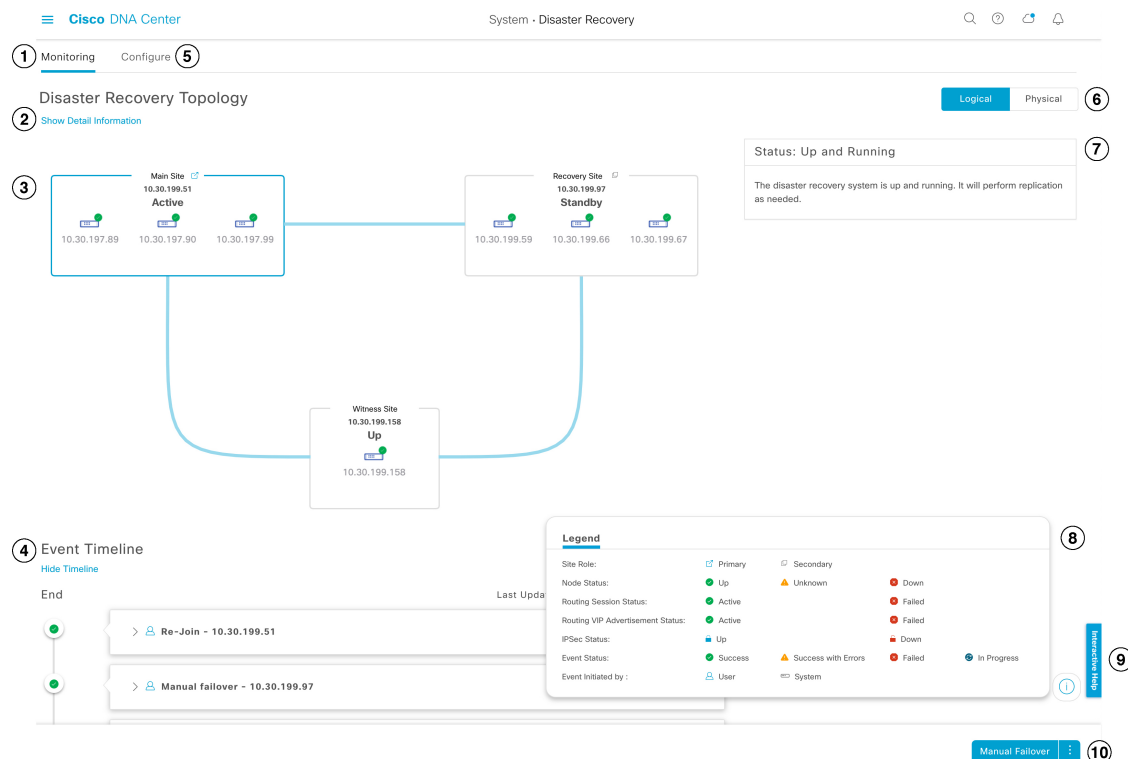 Cisco DNA Center
System · Disaster Recovery
1 Monitoring Configure 5
Disaster Recovery Topology
Logical Physical 6
2 Show Detail Information
7
Status: Up and Running
The disaster recovery system is up and running. It will perform replication
as needed.
3
Main Site
10.30.199.51
Active
10.30.197.89 10.30.197.90 10.30.197.99
Recovery Site
10.30.199.97
Standby
10.30.199.59 10.30.199.66 10.30.199.67
Witness Site
10.30.199.158
Up
10.30.199.158
4 Event Timeline
Hide Timeline
End
Re-Join - 10.30.199.51
Manual failover - 10.30.199.97
8
Legend
Site Role: Primary Secondary
Node Status: Up Unknown Down
Routing Session Status: Active Failed
Routing VIP Advertisement Status: Active Failed
IPSec Status: Up Down
Event Status: Success Success with Errors Failed In Progress
Event Initiated by : User System
Interactive Help
9
Manual Failover
10